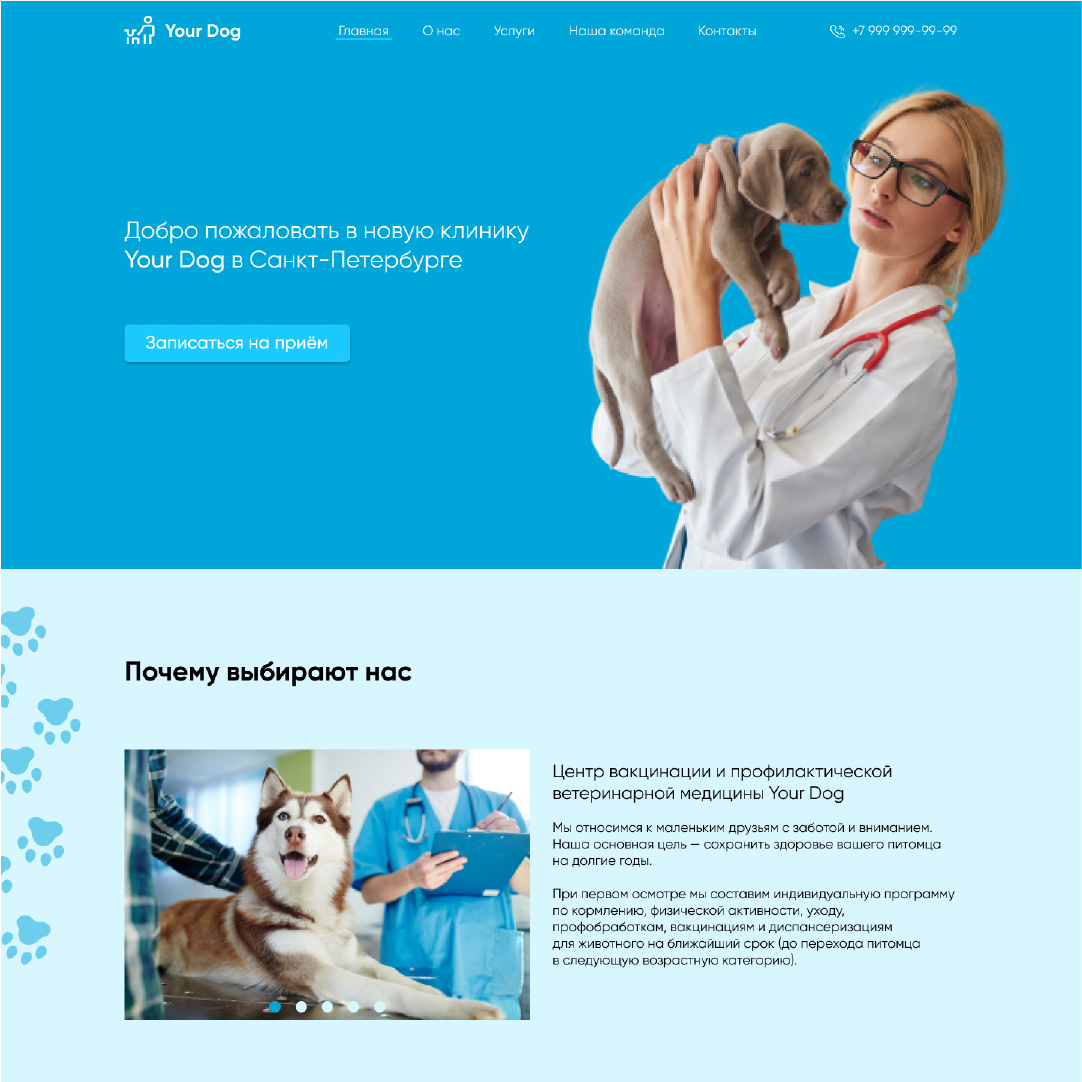 Your Dog
Главная
О нас
Услуги
Наша команда
Контакты
+7 999 999-99-99
Добро пожаловать в новую клинику
Your Dog в Санкт-Петербурге
Записаться на приём
Почему выбирают нас
Центр вакцинации и профилактической
ветеринарной медицины Your Dog
Мы относимся к маленьким друзьям с заботой и вниманием.
Наша основная цель — сохранить здоровье вашего питомца
на долгие годы.
При первом осмотре мы составим индивидуальную программу
по кормлению, физической активности, уходу,
профобработкам, вакцинациям и диспансеризациям
для животного на ближайший срок (до перехода питомца
в следующую возрастную категорию).